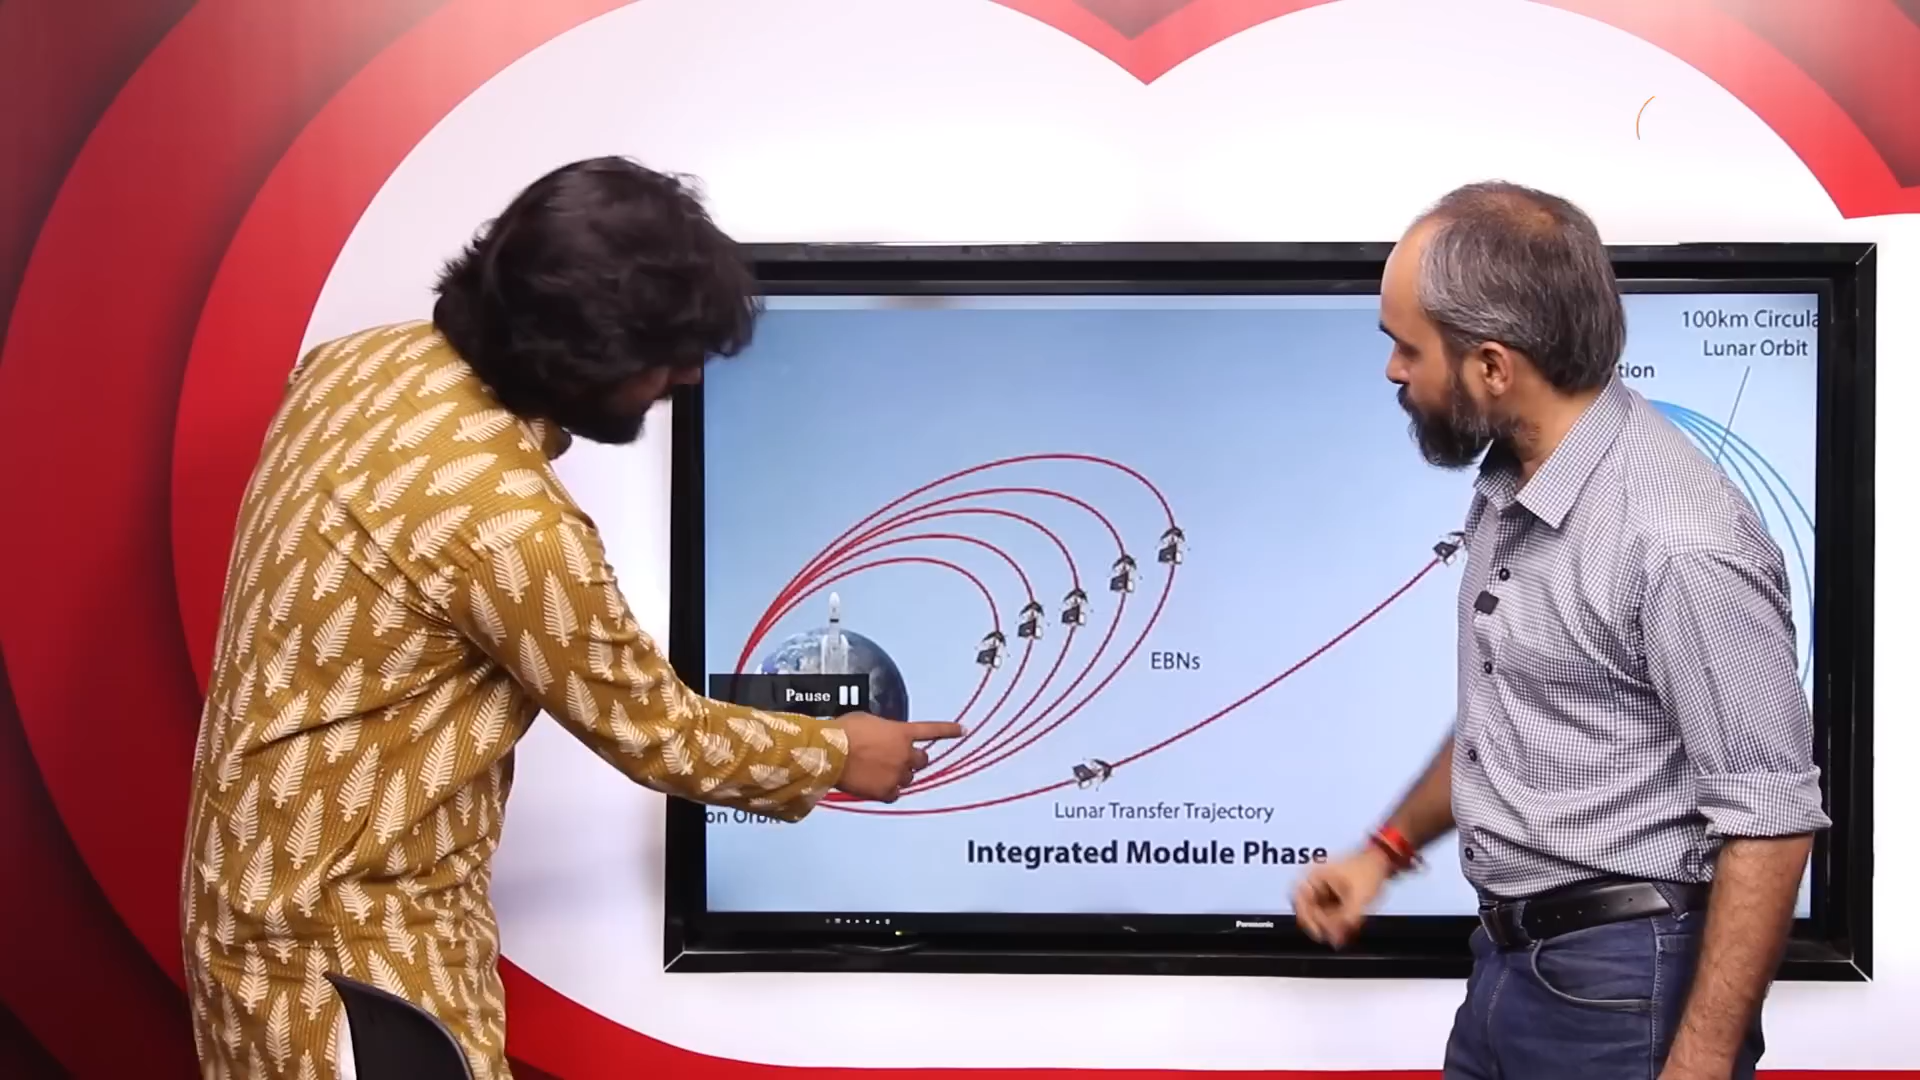 100km Circula
Lunar Orbit
tion
EBNs
Pause
on Orbit
Lunar Transfer Trajectory
Integrated Module Phase
Panasonic